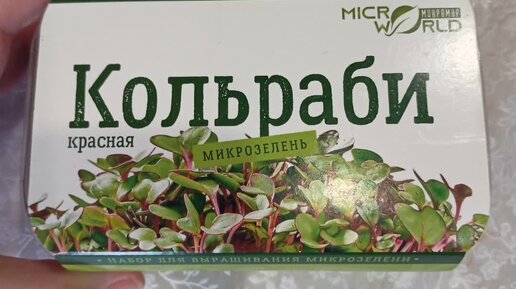 MICRO МИКРОМИР
WORLD
Кольраби
красная
МИКРОЗЕЛЕНЬ
НАБОР ДЛЯ ВЫРАЩИВАНИЯ МИКРОЗЕЛЕНИ